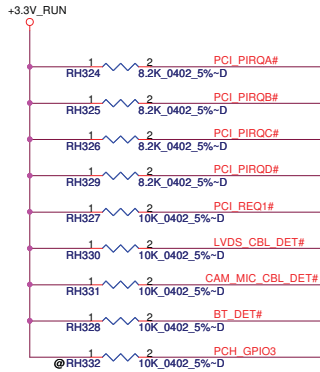 +3.3V_RUN
1 2 PCI_PIRQA#
RH324 8.2K_0402_5%~D
1 2 PCI_PIRQB#
RH325 8.2K_0402_5%~D
1 2 PCI_PIRQC#
RH326 8.2K_0402_5%~D
1 2 PCI_PIRQD#
RH329 8.2K_0402_5%~D
1 2 PCI_REQ1#
RH327 10K_0402_5%~D
1 2 LVDS_CBL_DET#
RH330 10K_0402_5%~D
1 2 CAM_MIC_CBL_DET#
RH331 10K_0402_5%~D
1 2 BT_DET#
RH328 10K_0402_5%~D
1 2 PCH_GPIO3
@RH332 10K_0402_5%~D